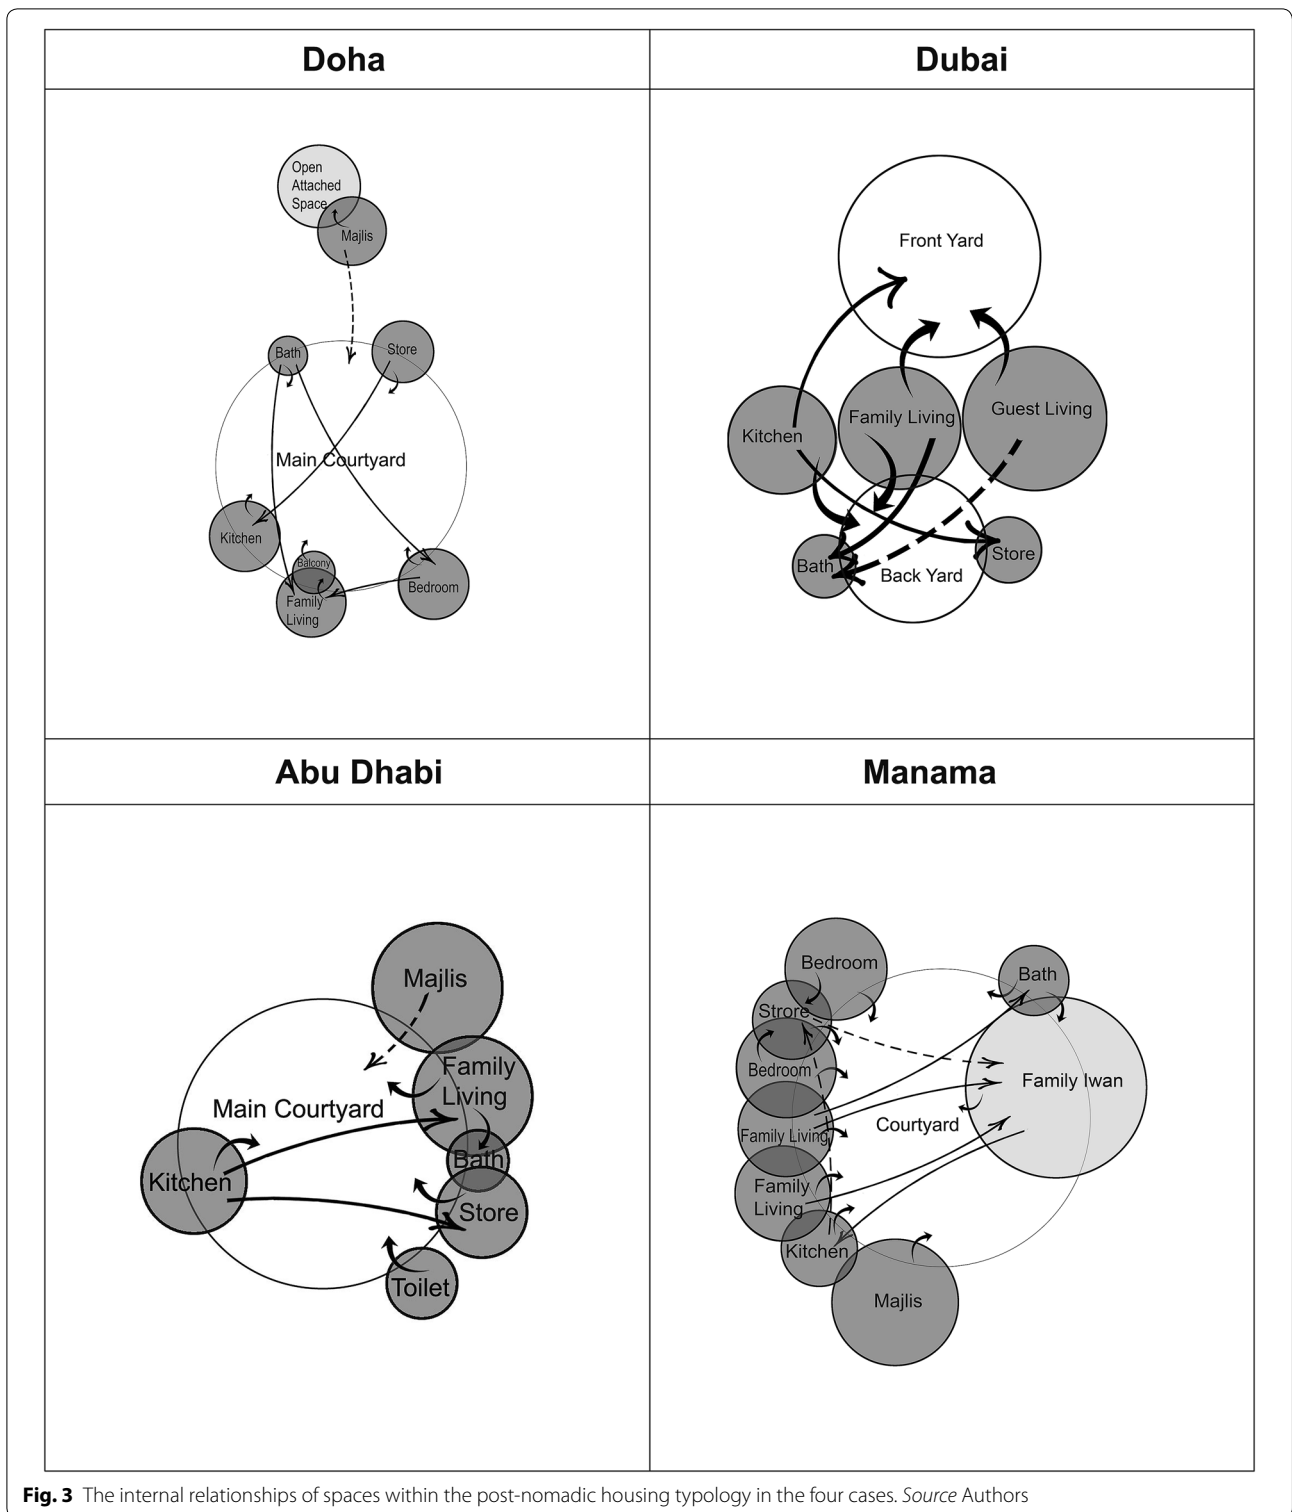 Doha
Dubai
Open
Attached
Space
Majlis
Bath
Store
Main Courtyard
Kitchen
Balcony
Family
Living
Bedroom
Front Yard
Family Living
Guest Living
Kitchen
Bath
Store
Back Yard
Abu Dhabi
Manama
Majlis
Family
Living
Main Courtyard
Bath
Kitchen
Store
Toilet
Bedroom
Bath
Strore
Bedroom
Family Iwan
Courtyard
Family Living
Family
Living
Kitchen
Majlis
Fig. 3 The internal relationships of spaces within the post-nomadic housing typology in the four cases. Source Authors